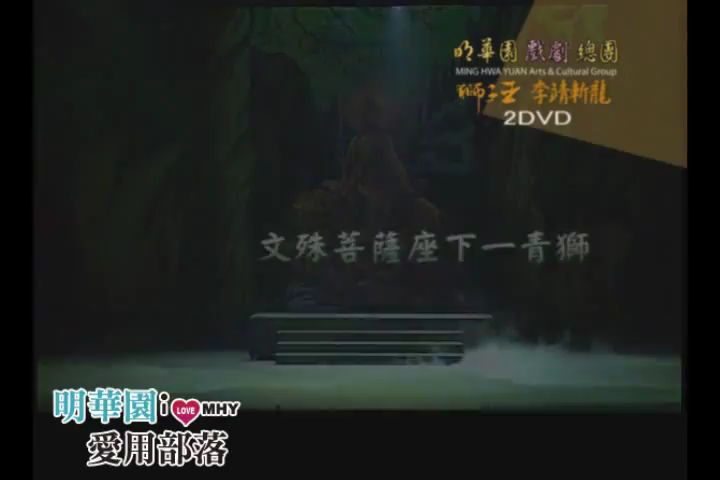 明華園戲劇總團
MING HWA YUAN Arts & Cultural Group
獅子王 李靖斬龍
2DVD
文殊菩薩座下一青獅
明華園i LOVE MHY
愛用部落